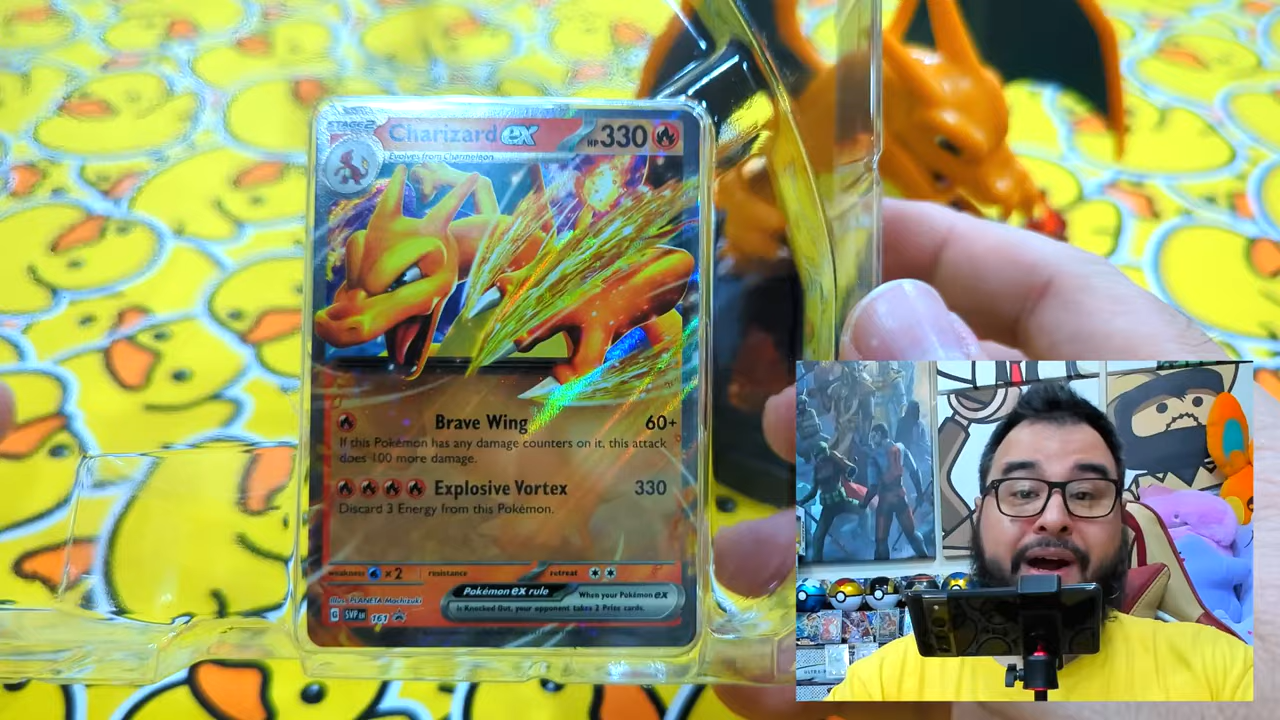 STAGE 2
Charizard ex
HP 330
Evolves from Charmeleon
Brave Wing 60+
If this Pokémon has any damage counters on it, this attack
does 100 more damage.
Explosive Vortex 330
Discard 3 Energy from this Pokémon.
weakness ×2 resistance retreat
Illus. PLANETA Mochizuki
Pokémon ex rule
When your Pokémon ex
is Knocked Out, your opponent takes 2 Prize cards.
G SVP EN 161